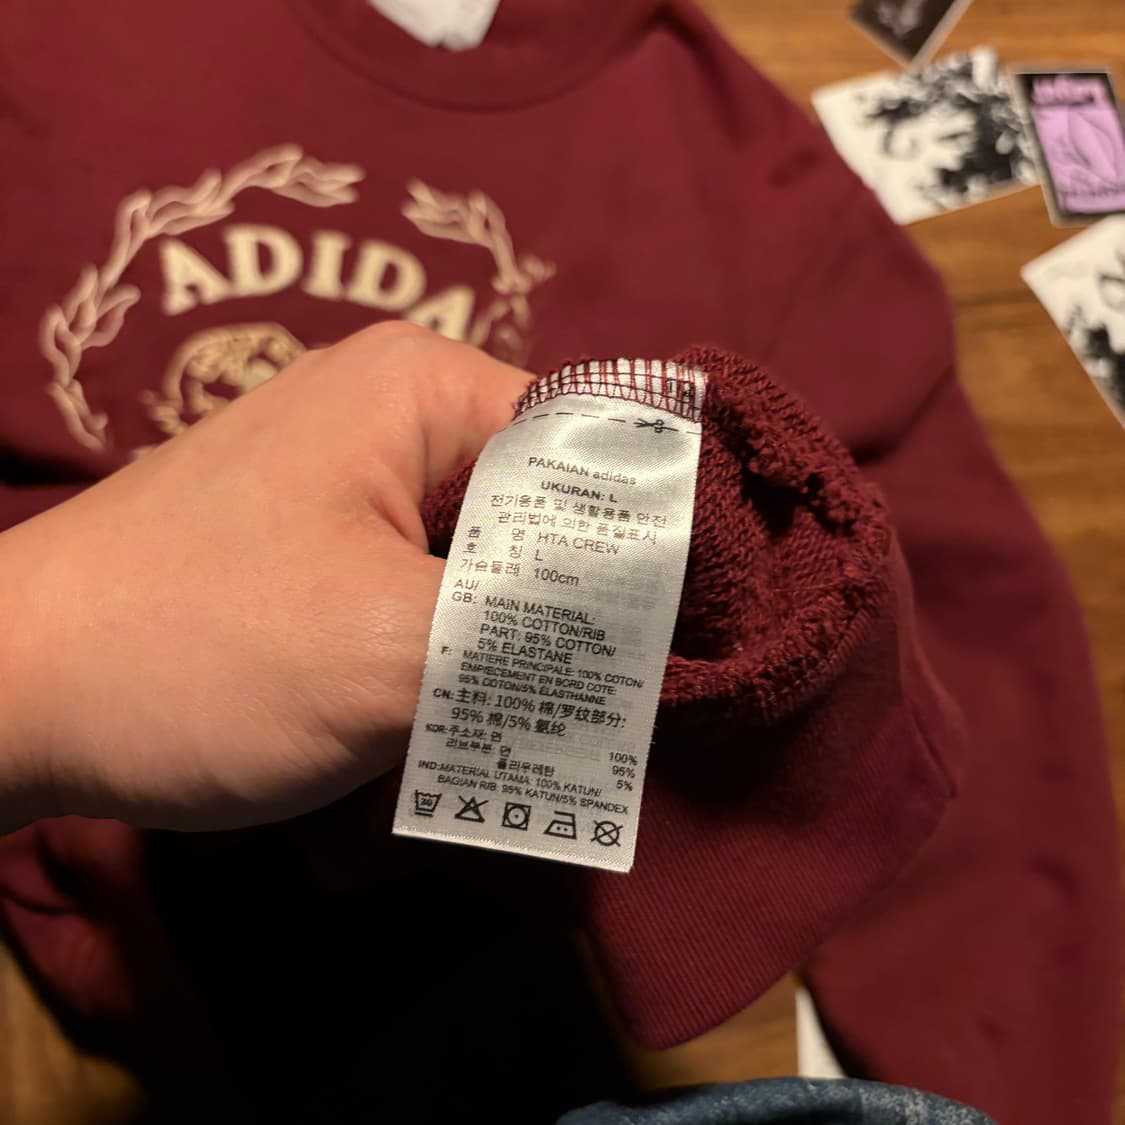 ADIDA
PAKAIAN adidas
UKURAN: L
전기용품 및 생활용품 안전
관리법에 의한 품질표시
품 명 HTA CREW
호 칭 L
가슴둘레 100cm
AU/
GB: MAIN MATERIAL:
100% COTTON/RIB
PART: 95% COTTON/
5% ELASTANE
F: MATIERE PRINCIPALE: 100% COTON/
EMPIECEMENT EN BORD COTE:
95% COTON/5% ELASTHANNE
CN: 主料: 100% 棉/罗纹部分:
95% 棉/5% 氨纶
KOR: 주소재: 면 100%
리브부분: 면 95%
폴리우레탄 5%
IND: MATERIAL UTAMA: 100% KATUN/
BAGIAN RIB: 95% KATUN/5% SPANDEX
30